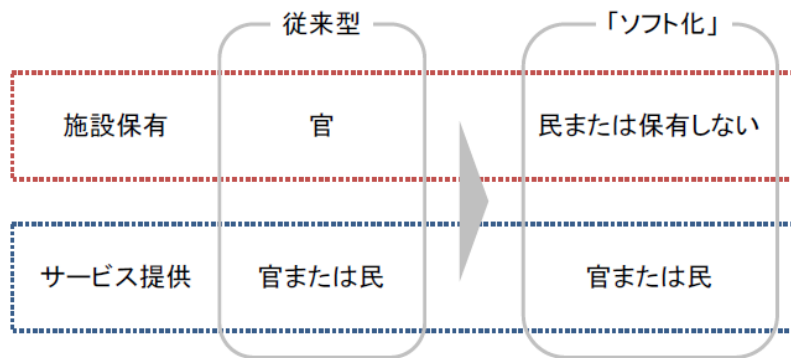 従来型 「ソフト化」
施設保有 官 民または保有しない
サービス提供 官または民 官または民